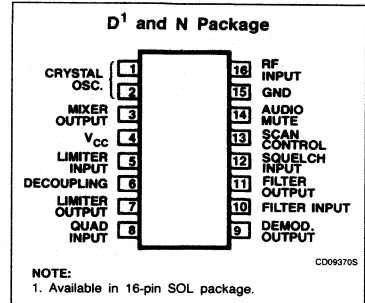 D1 and N Package
CRYSTAL OSC.
1
2
MIXER OUTPUT
3
VCC
4
LIMITER INPUT
5
DECOUPLING
6
LIMITER OUTPUT
7
QUAD INPUT
8
16
RF INPUT
15
GND
14
AUDIO MUTE
13
SCAN CONTROL
12
SQUELCH INPUT
11
FILTER OUTPUT
10
FILTER INPUT
9
DEMOD. OUTPUT
CD09370S
NOTE:
1. Available in 16-pin SOL package.